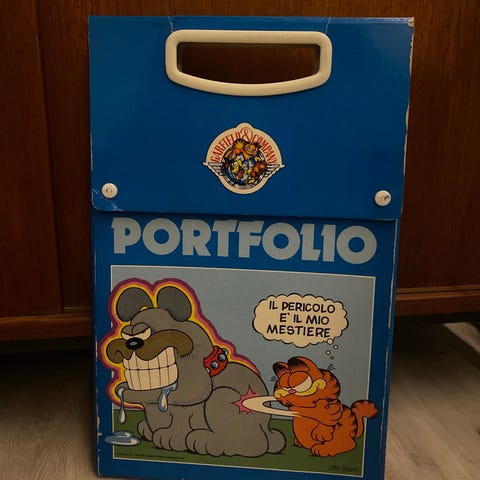 GARFIELD & COMPANY
PORTFOLIO
IL PERICOLO
E' IL MIO
MESTIERE